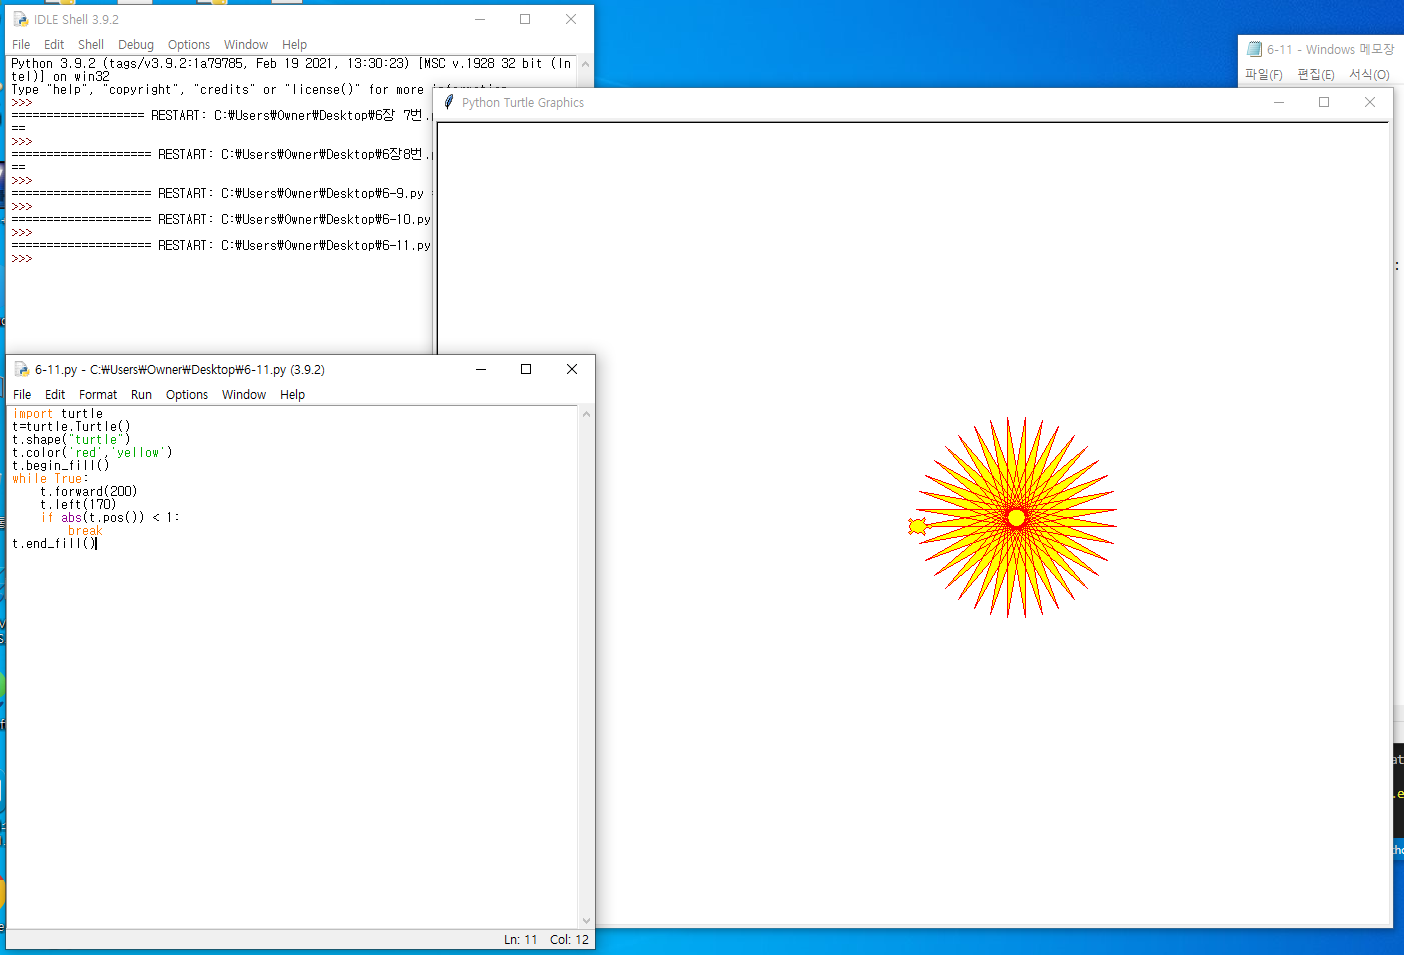 IDLE Shell 3.9.2
File Edit Shell Debug Options Window Help
Python 3.9.2 (tags/v3.9.2:1a79785, Feb 19 2021, 13:30:23) [MSC v.1928 32 bit (In
tel)] on win32
Type "help", "copyright", "credits" or "license()" for more information.
>>>
=================== RESTART: C:₩Users₩Owner₩Desktop₩6장 7번.
==
>>>
==================== RESTART: C:₩Users₩Owner₩Desktop₩6장8번.
==
>>>
==================== RESTART: C:₩Users₩Owner₩Desktop₩6-9.py
>>>
==================== RESTART: C:₩Users₩Owner₩Desktop₩6-10.py
>>>
==================== RESTART: C:₩Users₩Owner₩Desktop₩6-11.py
>>>
6-11 - Windows 메모장
파일(F) 편집(E) 서식(O)
Python Turtle Graphics
6-11.py - C:₩Users₩Owner₩Desktop₩6-11.py (3.9.2)
File Edit Format Run Options Window Help
import turtle
t=turtle.Turtle()
t.shape("turtle")
t.color('red','yellow')
t.begin_fill()
while True:
    t.forward(200)
    t.left(170)
    if abs(t.pos()) < 1:
        break
t.end_fill()
Ln: 11 Col: 12